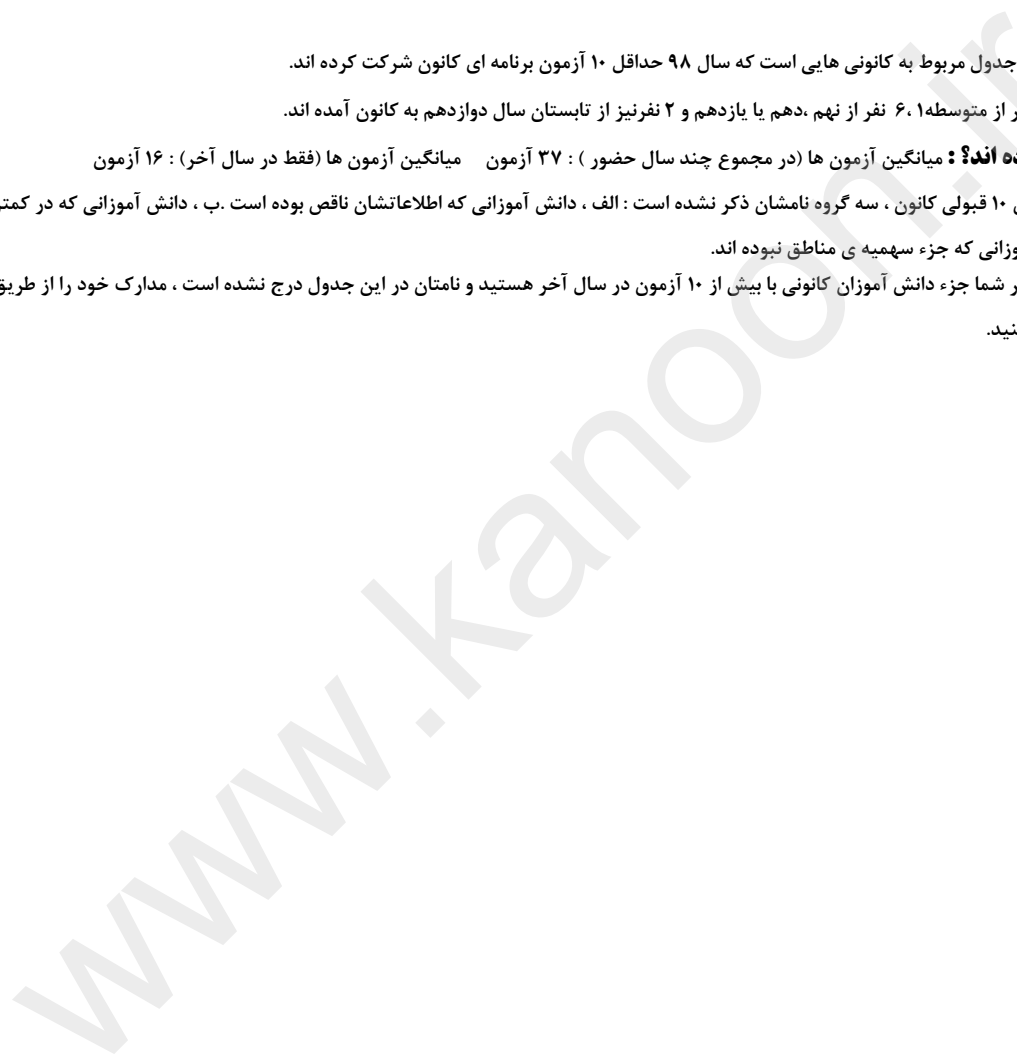 جدول مربوط به کانونی هایی است که سال ۹۸ حداقل ۱۰ آزمون برنامه ای کانون شرکت کرده اند.
از متوسطه۱ ،۶ نفر از نهم ،دهم یا یازدهم و ۲ نفرنیز از تابستان سال دوازدهم به کانون آمده اند.
اند؟ : میانگین آزمون ها (در مجموع چند سال حضور ) : ۳۷ آزمون میانگین آزمون ها (فقط در سال آخر) : ۱۶ آزمون
۱۰ قبولی کانون ، سه گروه نامشان ذکر نشده است : الف ، دانش آموزانی که اطلاعاتشان ناقص بوده است .ب ، دانش آموزانی که در
که جزء سهمیه ی مناطق نبوده اند.
شما جزء دانش آموزان کانونی با بیش از ۱۰ آزمون در سال آخر هستید و نامتان در این جدول درج نشده است ، مدارک خود را از
www.kanoon.ir